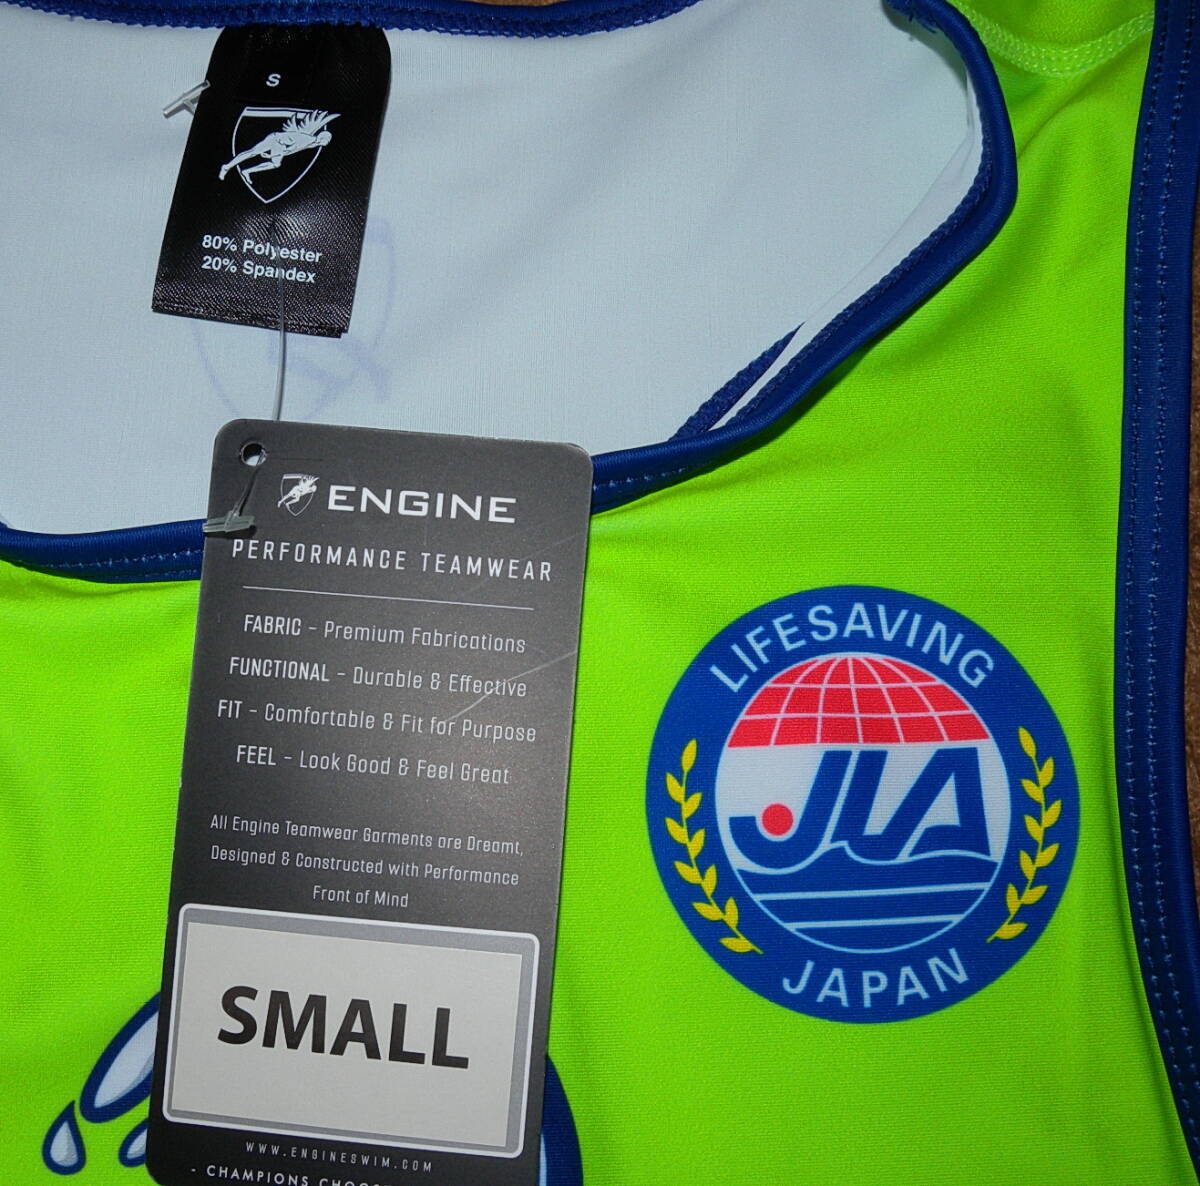 S
80% Polyester
20% Spandex
ENGINE
PERFORMANCE TEAMWEAR
FABRIC - Premium Fabrications
FUNCTIONAL - Durable & Effective
FIT - Comfortable & Fit for Purpose
FEEL - Look Good & Feel Great
All Engine Teamwear Garments are Dreamt,
Designed & Constructed with Performance
Front of Mind
SMALL
WWW.ENGINESWIM.COM
- CHAMPIONS
LIFESAVING
JLA
JAPAN